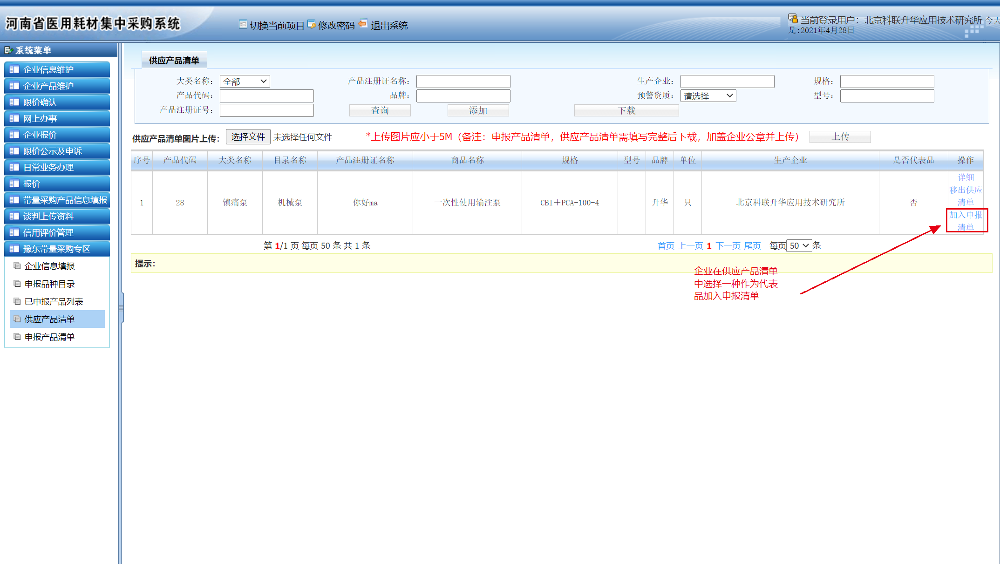 河南省医用耗材集中采购系统
切换当前项目 修改密码 退出系统
当前登录用户：北京科联升华应用技术研究所 今天
是:2021年4月28日
系统菜单
企业信息维护
企业产品维护
限价确认
网上办事
企业报价
限价公示及申诉
日常业务办理
报价
带量采购产品信息填报
谈判上传资料
信用评价管理
豫东带量采购专区
企业信息填报
申报品种目录
已申报产品列表
供应产品清单
申报产品清单
供应产品清单
大类名称： 全部 产品注册证名称： 生产企业： 规格：
产品代码： 品牌： 预警资质： 请选择 型号：
产品注册证号： 查询 添加 下载
供应产品清单图片上传： 选择文件 未选择任何文件 *上传图片应小于5M（备注：申报产品清单，供应产品清单需填写完整后下载，加盖企业公章并上传） 上传
序号 产品代码 大类名称 目录名称 产品注册证名称 商品名称 规格 型号 品牌 单位 生产企业 是否代表品 操作
1 28 镇痛泵 机械泵 你好ma 一次性使用输注泵 CBI＋PCA-100-4 升华 只 北京科联升华应用技术研究所 否
详细
移出供应
清单
加入申报
清单
第 1/1 页 每页 50 条 共 1 条 首页 上一页 1 下一页 尾页 每页 50 条
提示：
企业在供应产品清单
中选择一种作为代表
品加入申报清单